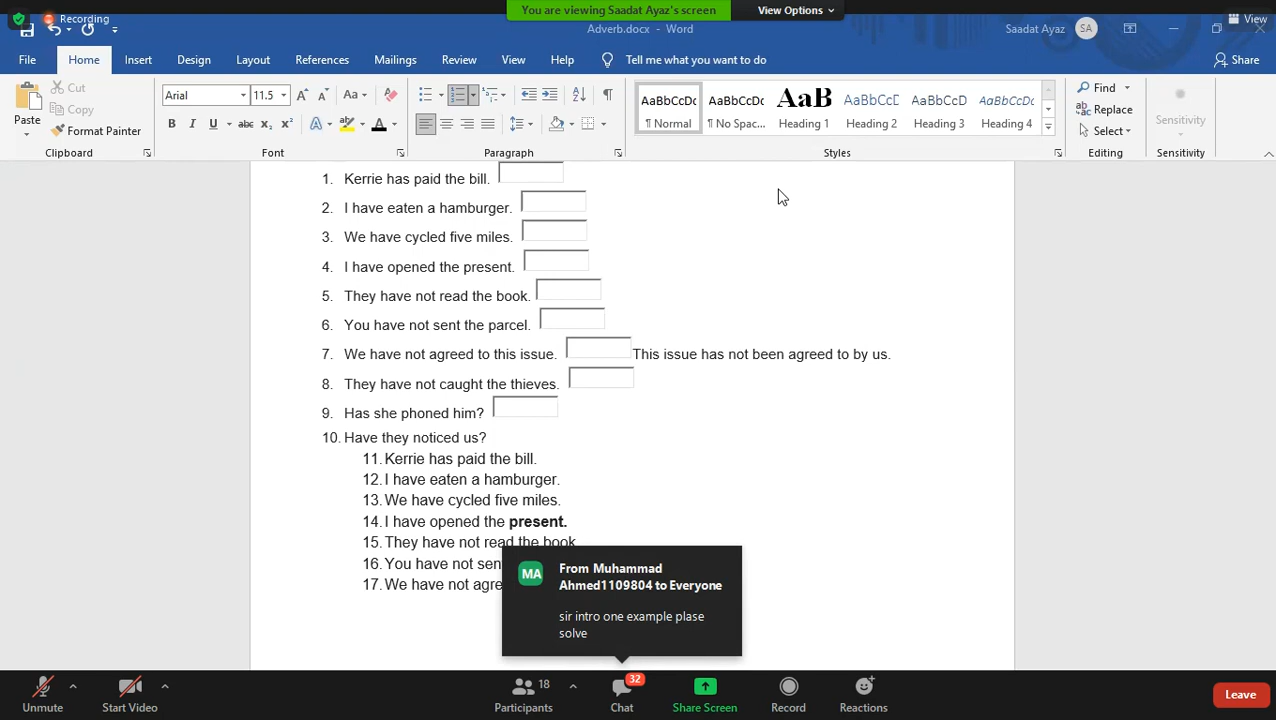 Recording
You are viewing Saadat Ayaz's screen
View Options
View
Adverb.docx - Word
Saadat Ayaz
SA
File
Home
Insert
Design
Layout
References
Mailings
Review
View
Help
Tell me what you want to do
Share
Paste
Cut
Copy
Format Painter
Clipboard
Arial
11.5
Font
Paragraph
AaBbCcDc
¶ Normal
AaBbCcDc
¶ No Spac...
AaB
Heading 1
AaBbCcDc
Heading 2
AaBbCcD
Heading 3
AaBbCcDc
Heading 4
Styles
Find
Replace
Select
Editing
Sensitivity
Sensitivity
1. Kerrie has paid the bill.
2. I have eaten a hamburger.
3. We have cycled five miles.
4. I have opened the present.
5. They have not read the book.
6. You have not sent the parcel.
7. We have not agreed to this issue. This issue has not been agreed to by us.
8. They have not caught the thieves.
9. Has she phoned him?
10. Have they noticed us?
11. Kerrie has paid the bill.
12. I have eaten a hamburger.
13. We have cycled five miles.
14. I have opened the present.
15. They have not read the book
16. You have not sen
17. We have not agre
MA
From Muhammad
Ahmed1109804 to Everyone
sir intro one example plase
solve
Unmute
Start Video
18
Participants
32
Chat
Share Screen
Record
Reactions
Leave